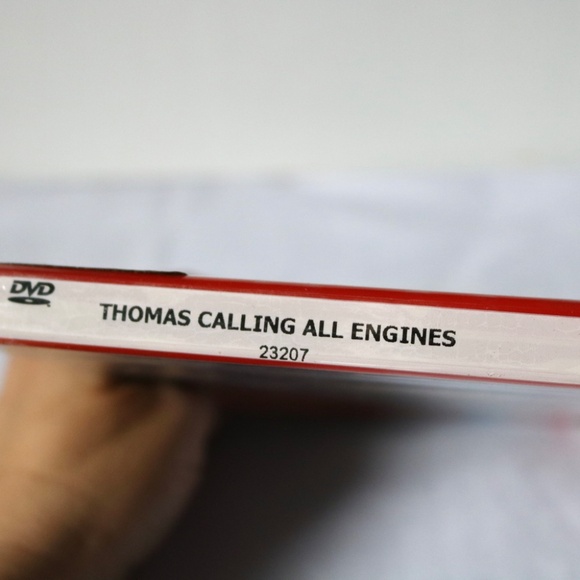 DVD
THOMAS CALLING ALL ENGINES
23207